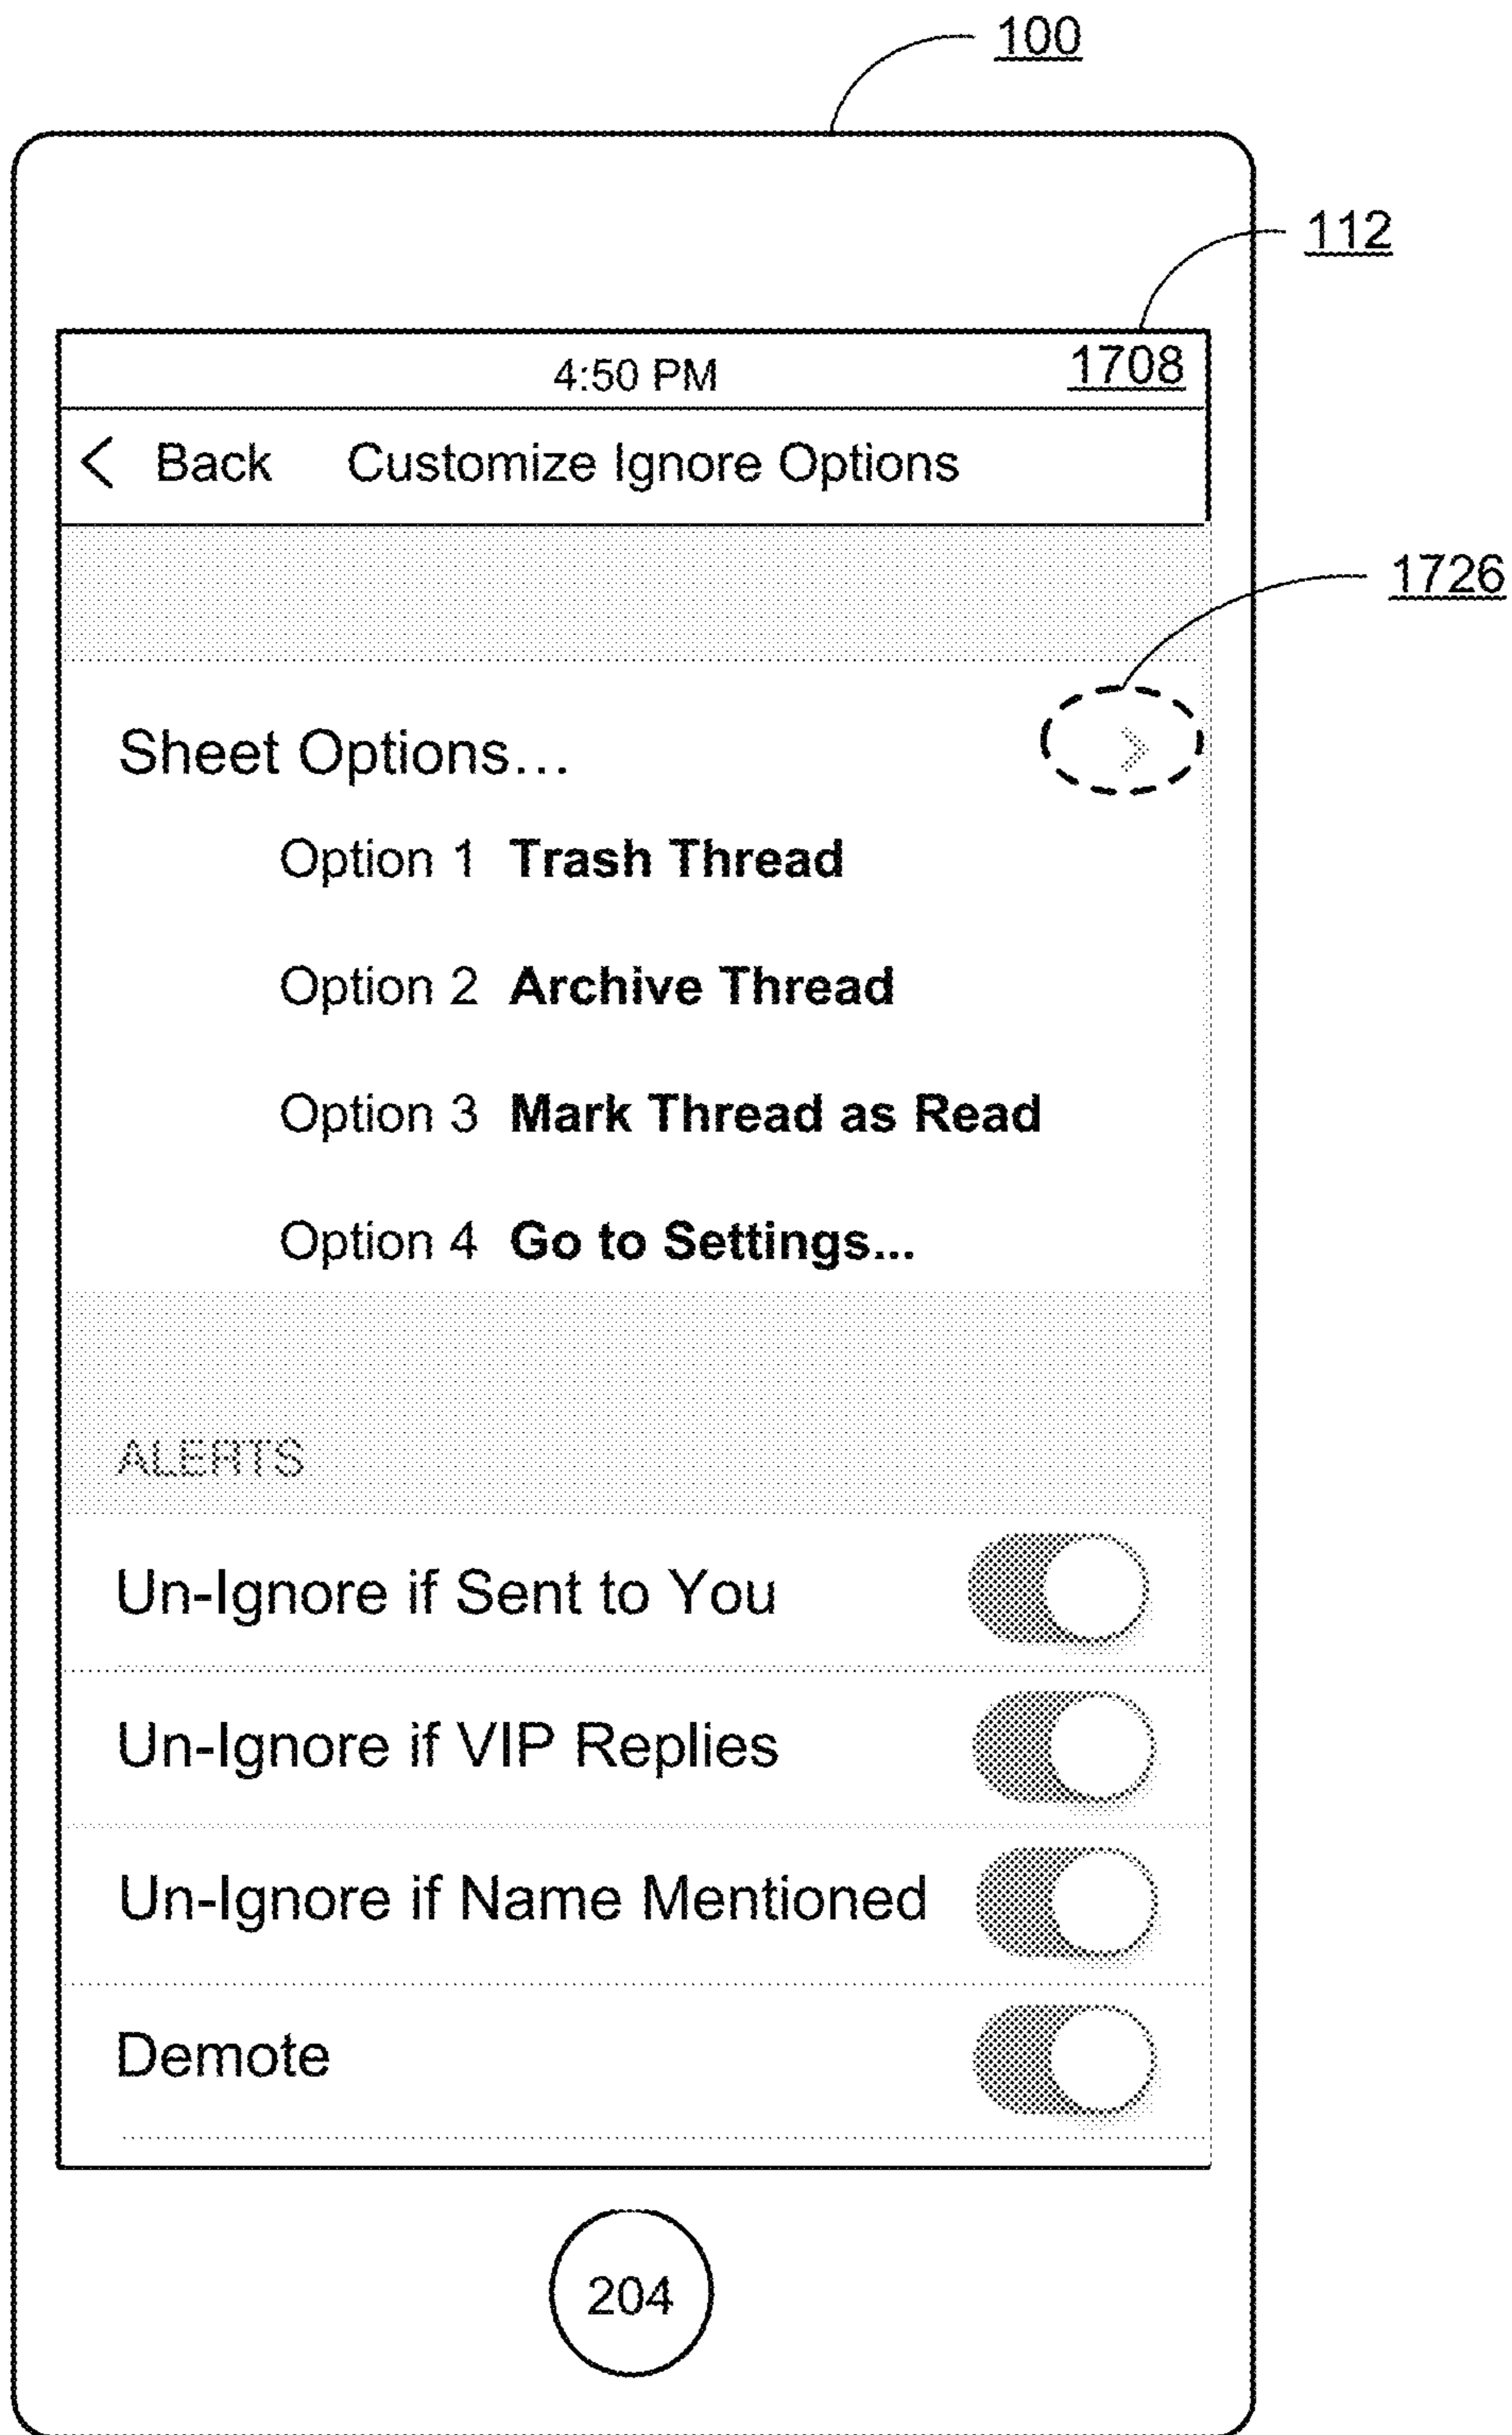 100
112
4:50 PM 1708
< Back Customize Ignore Options
1726
Sheet Options... >
Option 1 Trash Thread
Option 2 Archive Thread
Option 3 Mark Thread as Read
Option 4 Go to Settings...
ALERTS
Un-Ignore if Sent to You
Un-Ignore if VIP Replies
Un-Ignore if Name Mentioned
Demote
204